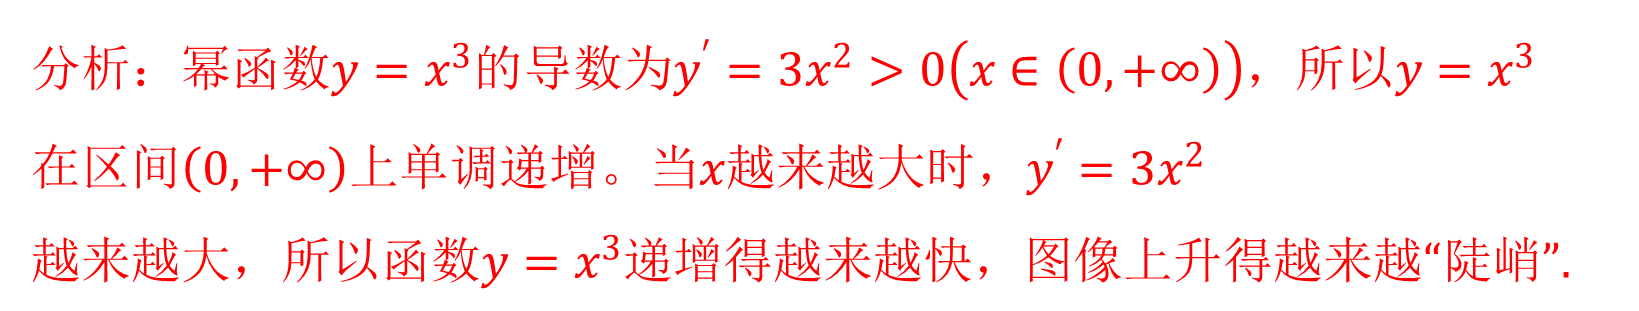 分析：幂函数y = x³的导数为y′ = 3x² > 0(x ∈ (0, +∞))，所以y = x³
在区间(0, +∞)上单调递增。当x越来越大时，y′ = 3x²
越来越大，所以函数y = x³递增得越来越快，图像上升得越来越“陡峭”.